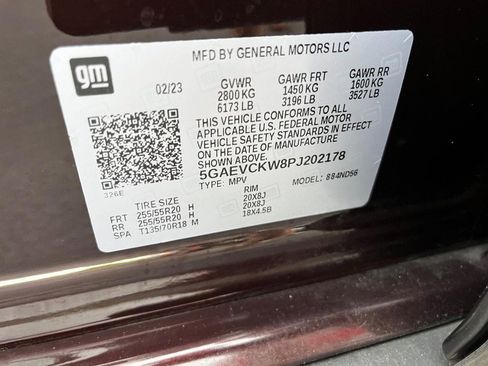 gm
MFD BY GENERAL MOTORS LLC
02/23 GVWR GAWR FRT GAWR RR
2800 KG 1450 KG 1600 KG
6173 LB 3196 LB 3527 LB
THIS VEHICLE CONFORMS TO ALL
APPLICABLE U.S. FEDERAL MOTOR
VEHICLE SAFETY STANDARDS IN EFFECT
ON THE DATE OF MANUFACTURE
SHOWN ABOVE.
5GAEVCKW8PJ202178
TYPE: MPV MODEL: 884ND56
326E
TIRE SIZE RIM
FRT 255/55R20 H 20X8J
RR 255/55R20 H 20X8J
SPA T135/70R18 M 18X4.5B